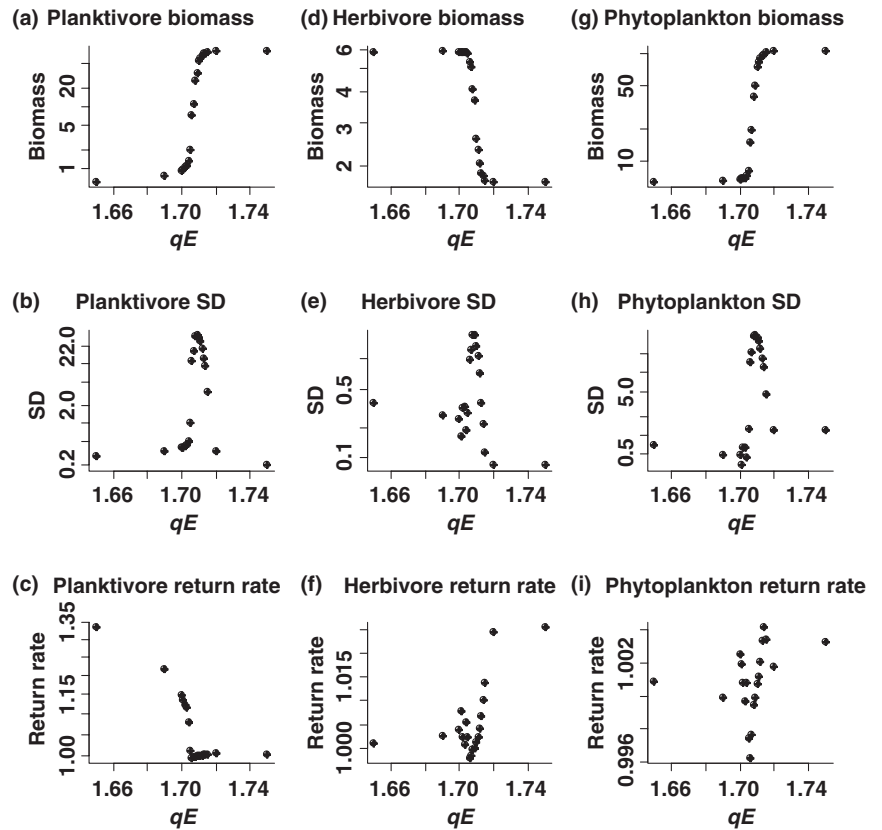 (a) Planktivore biomass
Biomass
20
5
1
1.66 1.70 1.74
qE
(d) Herbivore biomass
Biomass
6
4
3
2
1.66 1.70 1.74
qE
(g) Phytoplankton biomass
Biomass
50
10
1.66 1.70 1.74
qE
(b) Planktivore SD
SD
22.0
2.0
0.2
1.66 1.70 1.74
qE
(e) Herbivore SD
SD
0.5
0.1
1.66 1.70 1.74
qE
(h) Phytoplankton SD
SD
5.0
0.5
1.66 1.70 1.74
qE
(c) Planktivore return rate
Return rate
1.35
1.15
1.00
1.66 1.70 1.74
qE
(f) Herbivore return rate
Return rate
1.015
1.000
1.66 1.70 1.74
qE
(i) Phytoplankton return rate
Return rate
1.002
0.996
1.66 1.70 1.74
qE